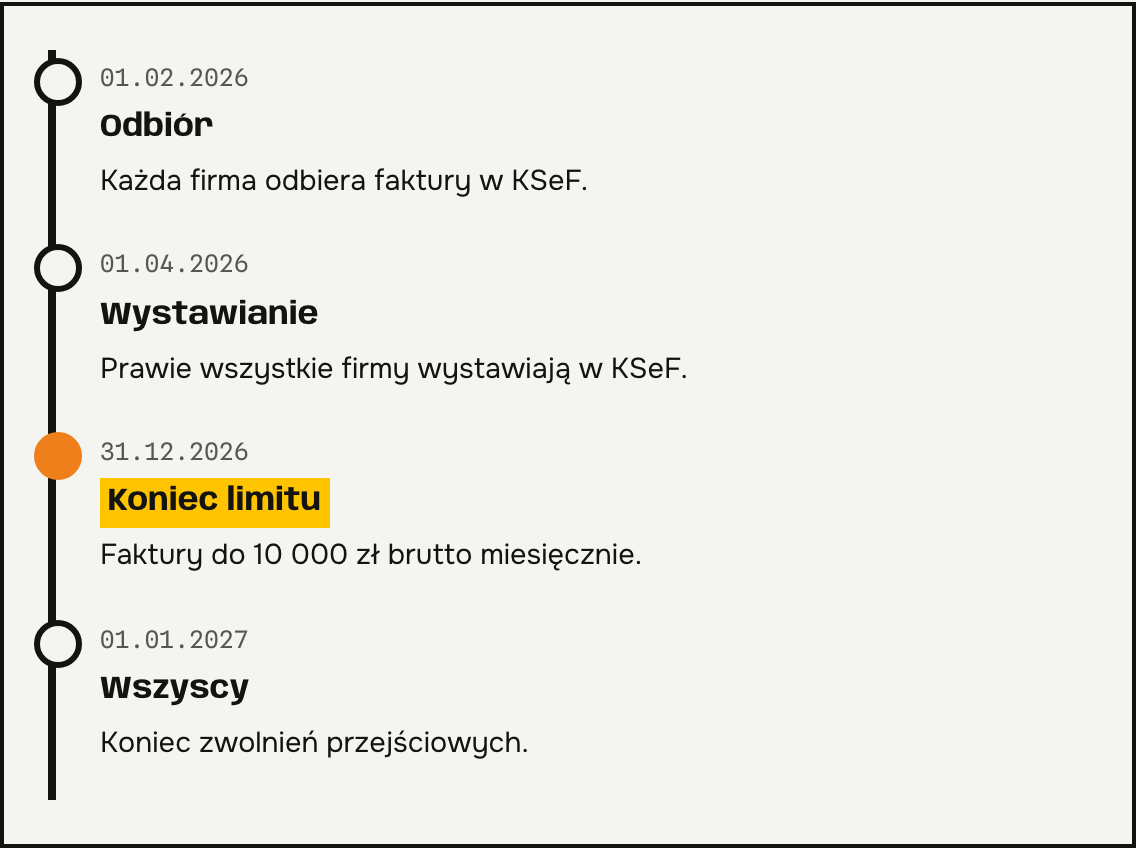 01.02.2026
Odbiór
Każda firma odbiera faktury w KSeF.
01.04.2026
Wystawianie
Prawie wszystkie firmy wystawiają w KSeF.
31.12.2026
Koniec limitu
Faktury do 10 000 zł brutto miesięcznie.
01.01.2027
Wszyscy
Koniec zwolnień przejściowych.